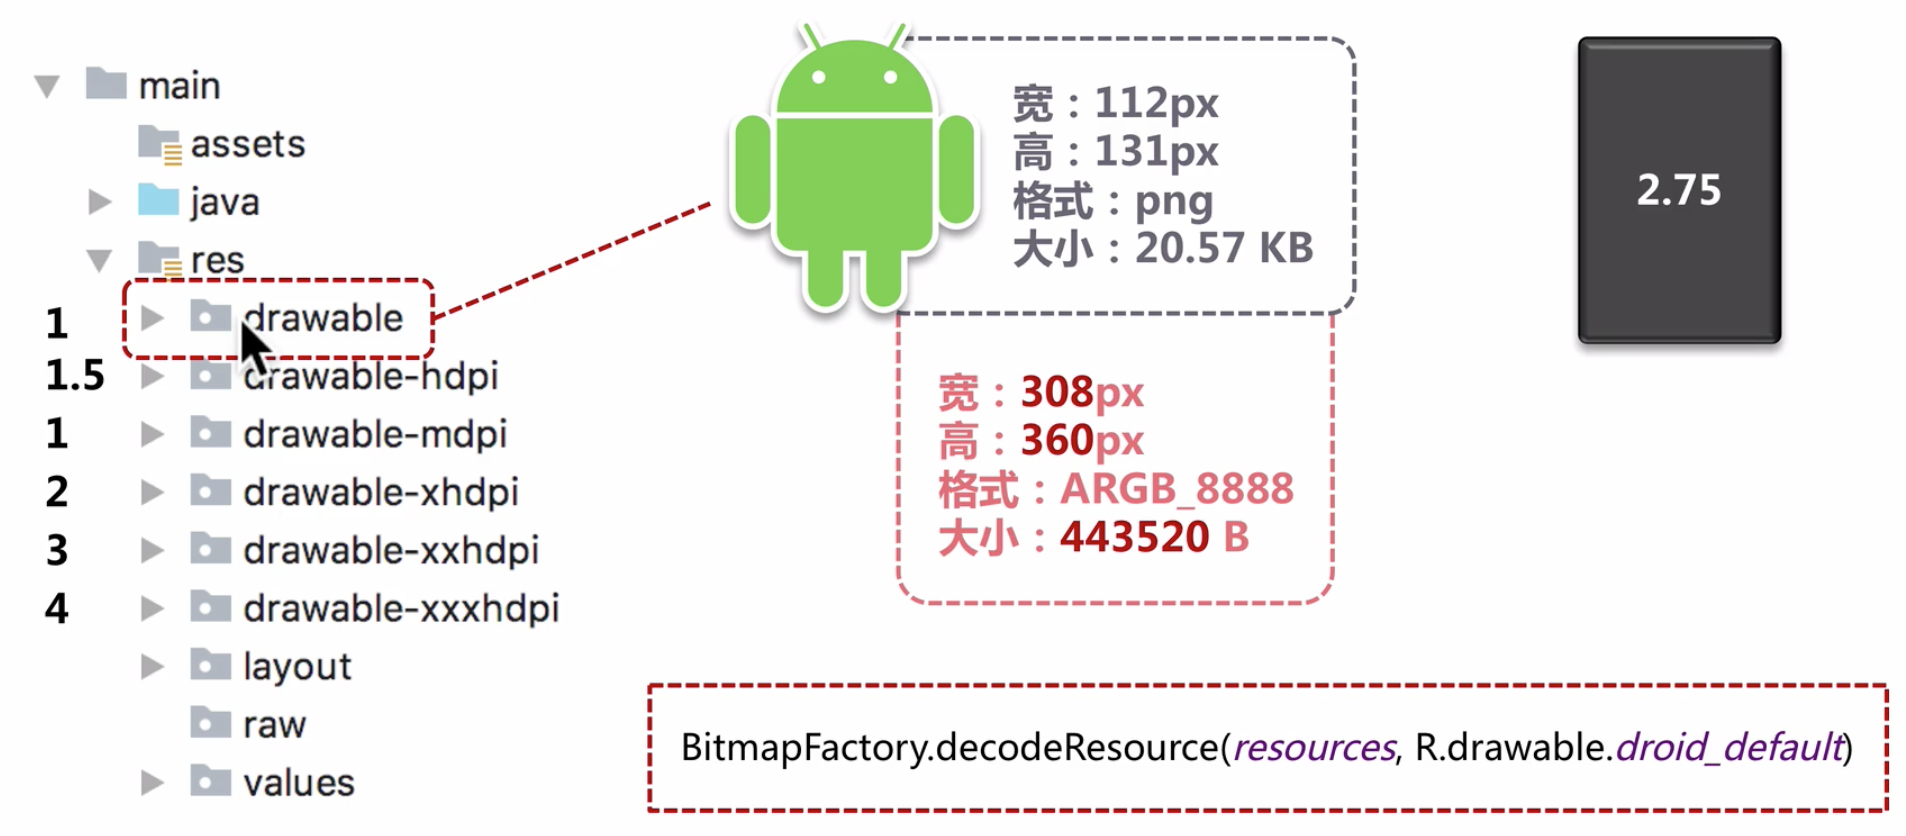 main
assets
java
res
1 drawable
1.5 drawable-hdpi
1 drawable-mdpi
2 drawable-xhdpi
3 drawable-xxhdpi
4 drawable-xxxhdpi
layout
raw
values
宽：112px
高：131px
格式：png
大小：20.57 KB
2.75
宽：308px
高：360px
格式：ARGB_8888
大小：443520 B
BitmapFactory.decodeResource(resources, R.drawable.droid_default)